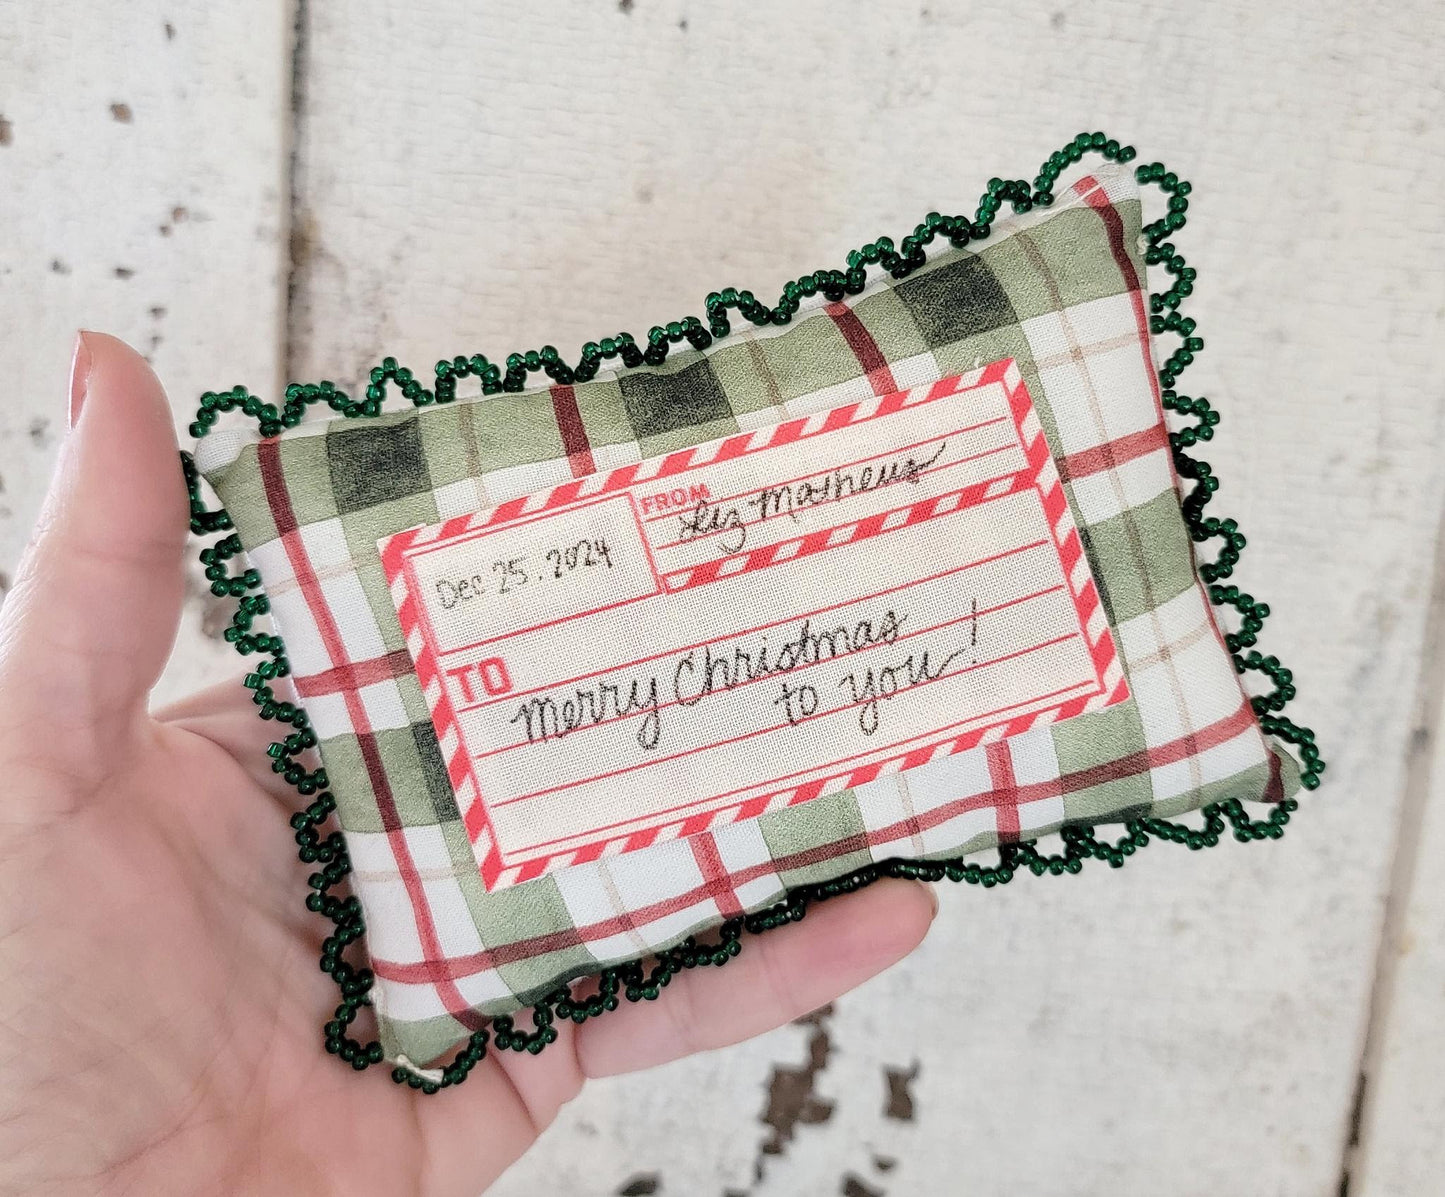 FROM
Liz Matheus
Dec 25. 2024
TO
Merry Christmas
to you!